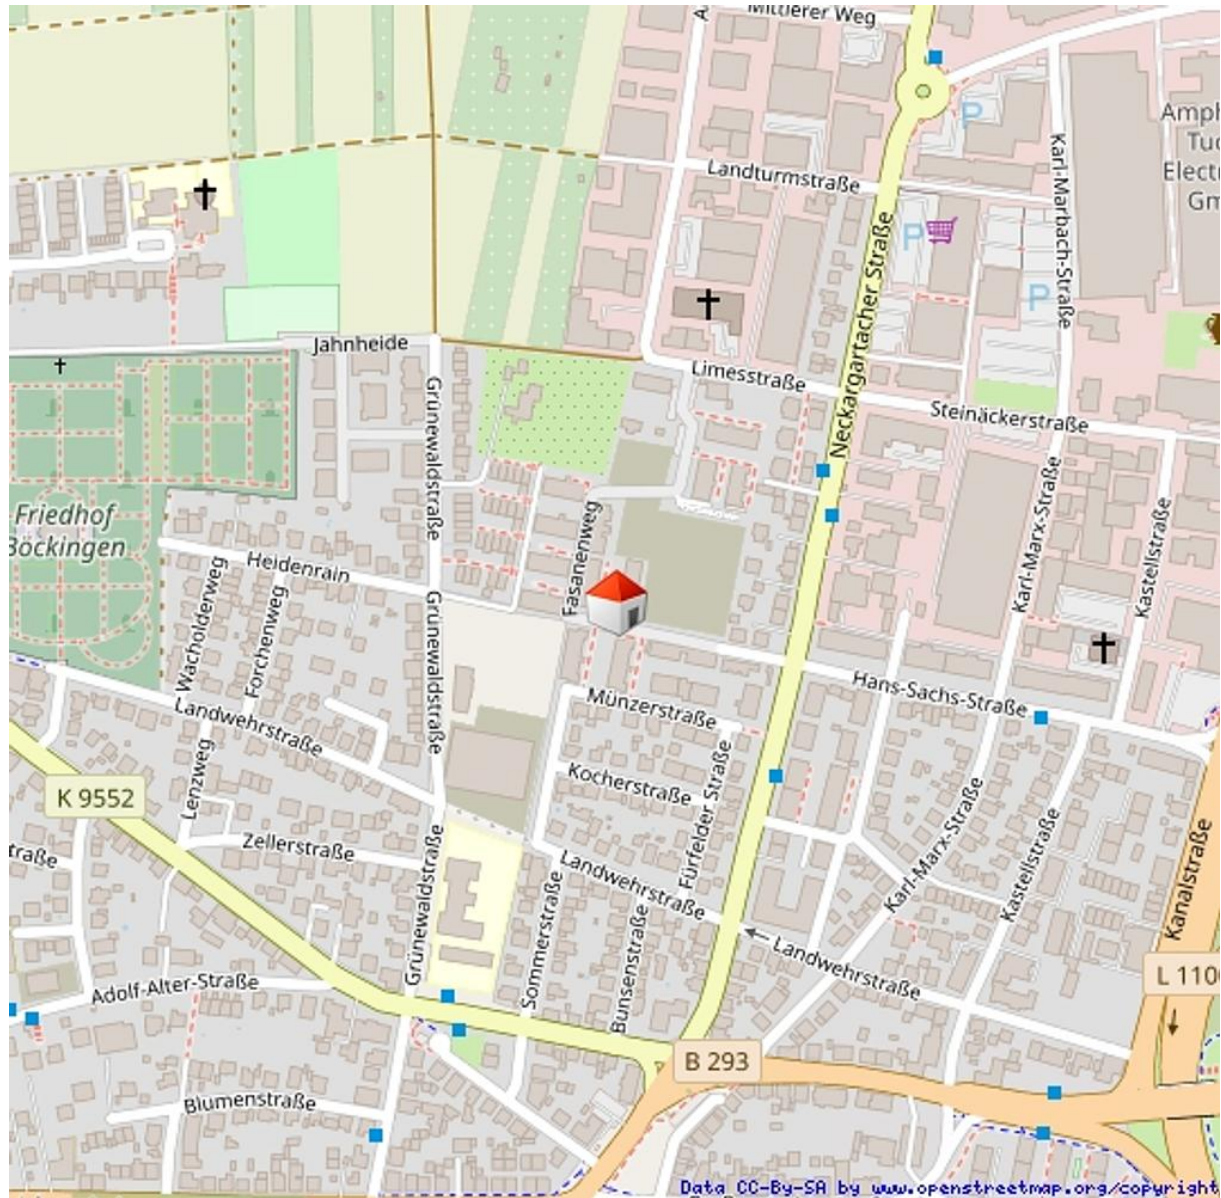 Mittlerer Weg
Landturmstraße
Karl-Marbach-Straße
Neckargartacher Straße
P
P
P
Jahnheide
Limesstraße
Steinäckerstraße
Grünewaldstraße
Friedhof
Böckingen
Heidenrain
Fasanenweg
Karl-Marx-Straße
Kastellstraße
Wacholderweg
Forchenweg
Grünewaldstraße
Landwehrstraße
Münzerstraße
Hans-Sachs-Straße
Lenzweg
Kocherstraße
Fürfelder Straße
K 9552
Zellerstraße
Grünewaldstraße
Landwehrstraße
Karl-Marx-Straße
Kastellstraße
Kanalstraße
Sommerstraße
Bunsenstraße
Landwehrstraße
Adolf-Alter-Straße
B 293
Blumenstraße
Data CC-By-SA by www.openstreetmap.org/copyright